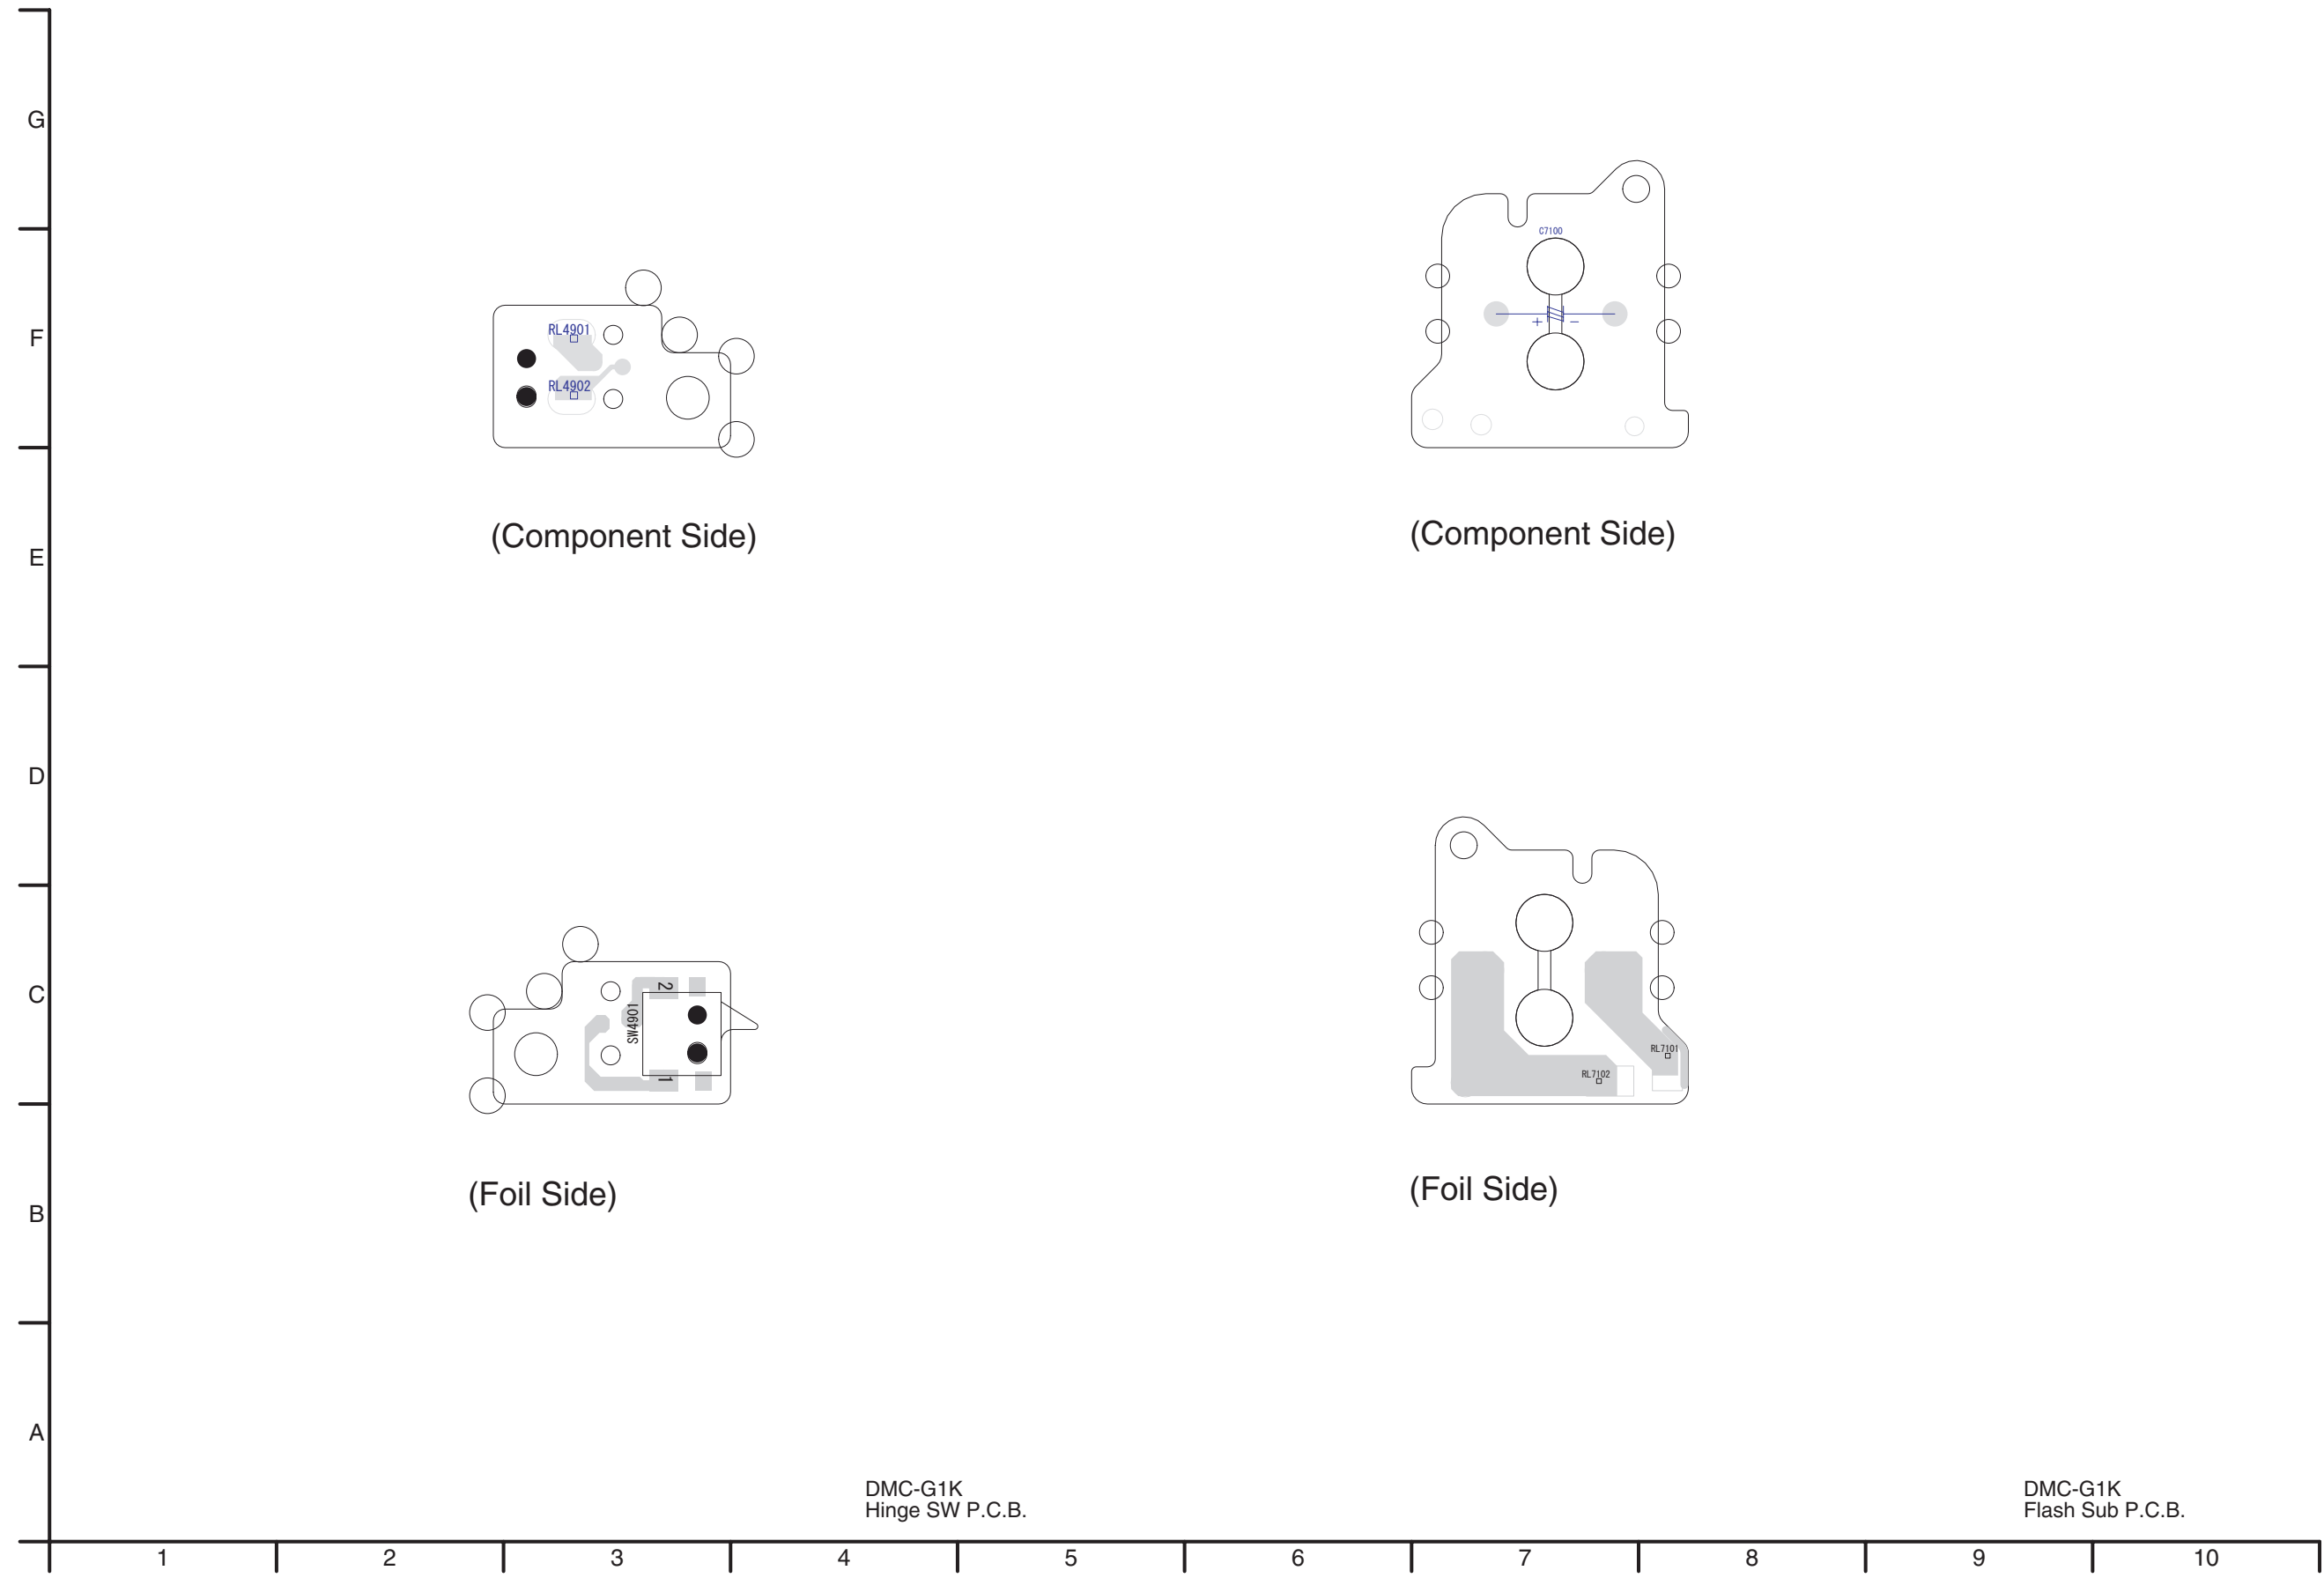 G
C7100
F
RL4901
+ −
RL4902
(Component Side)
(Component Side)
E
D
C
2
SW4901
1
RL7101
RL7102
(Foil Side)
(Foil Side)
B
A
DMC-G1K
Hinge SW P.C.B.
DMC-G1K
Flash Sub P.C.B.
1 2 3 4 5 6 7 8 9 10